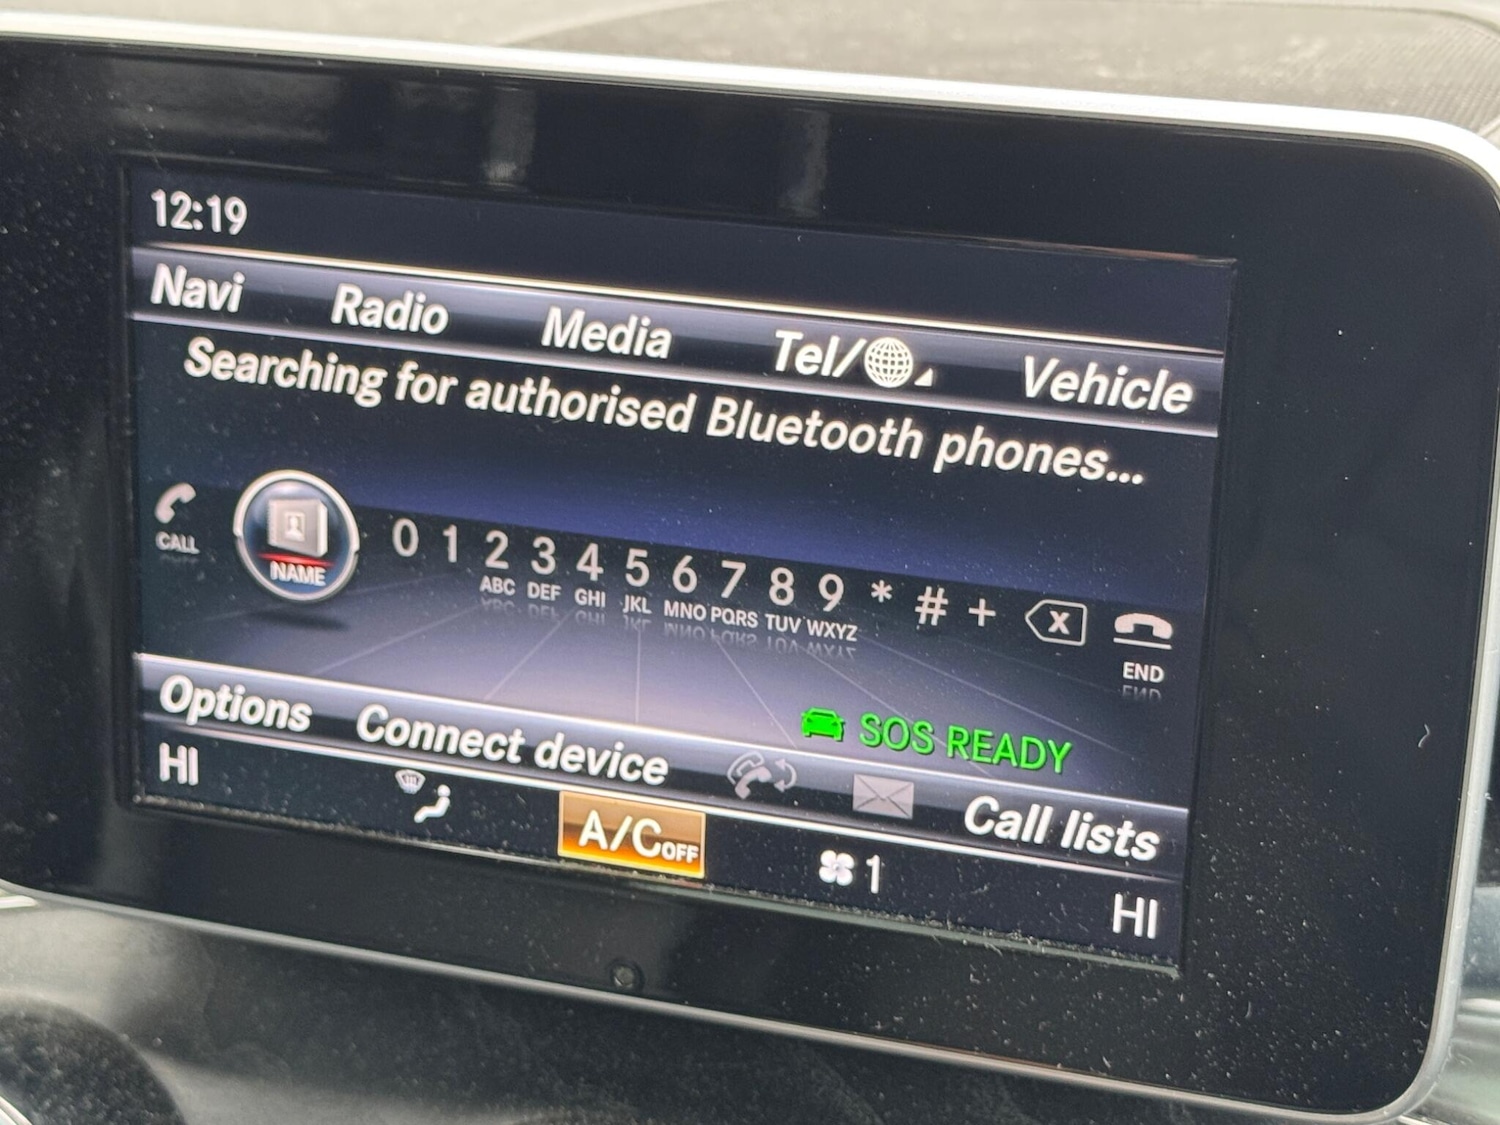 12:19
Navi Radio Media Tel/ Vehicle
Searching for authorised Bluetooth phones...
CALL
NAME
0 1 2 3 4 5 6 7 8 9 * # + x
ABC DEF GHI JKL MNO PQRS TUV WXYZ
END
SOS READY
Options Connect device Call lists
HI A/C OFF 1 HI